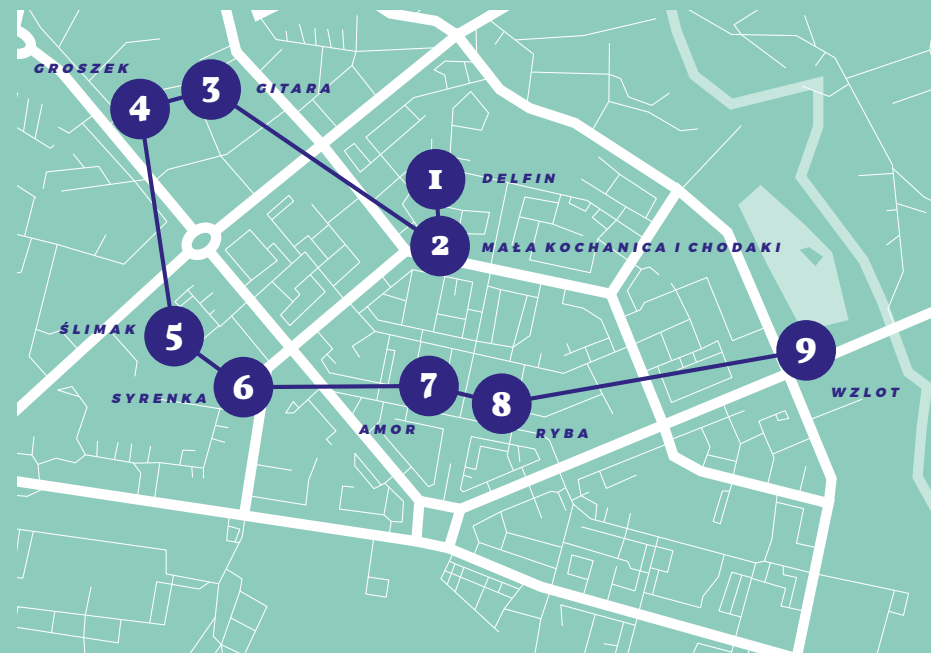 GROSZEK
4
3
GITARA
1
DELFIN
2
MAŁA KOCHANICA I CHODAKI
ŚLIMAK
5
9
SYRENKA
6
7
8
WZLOT
AMOR
RYBA